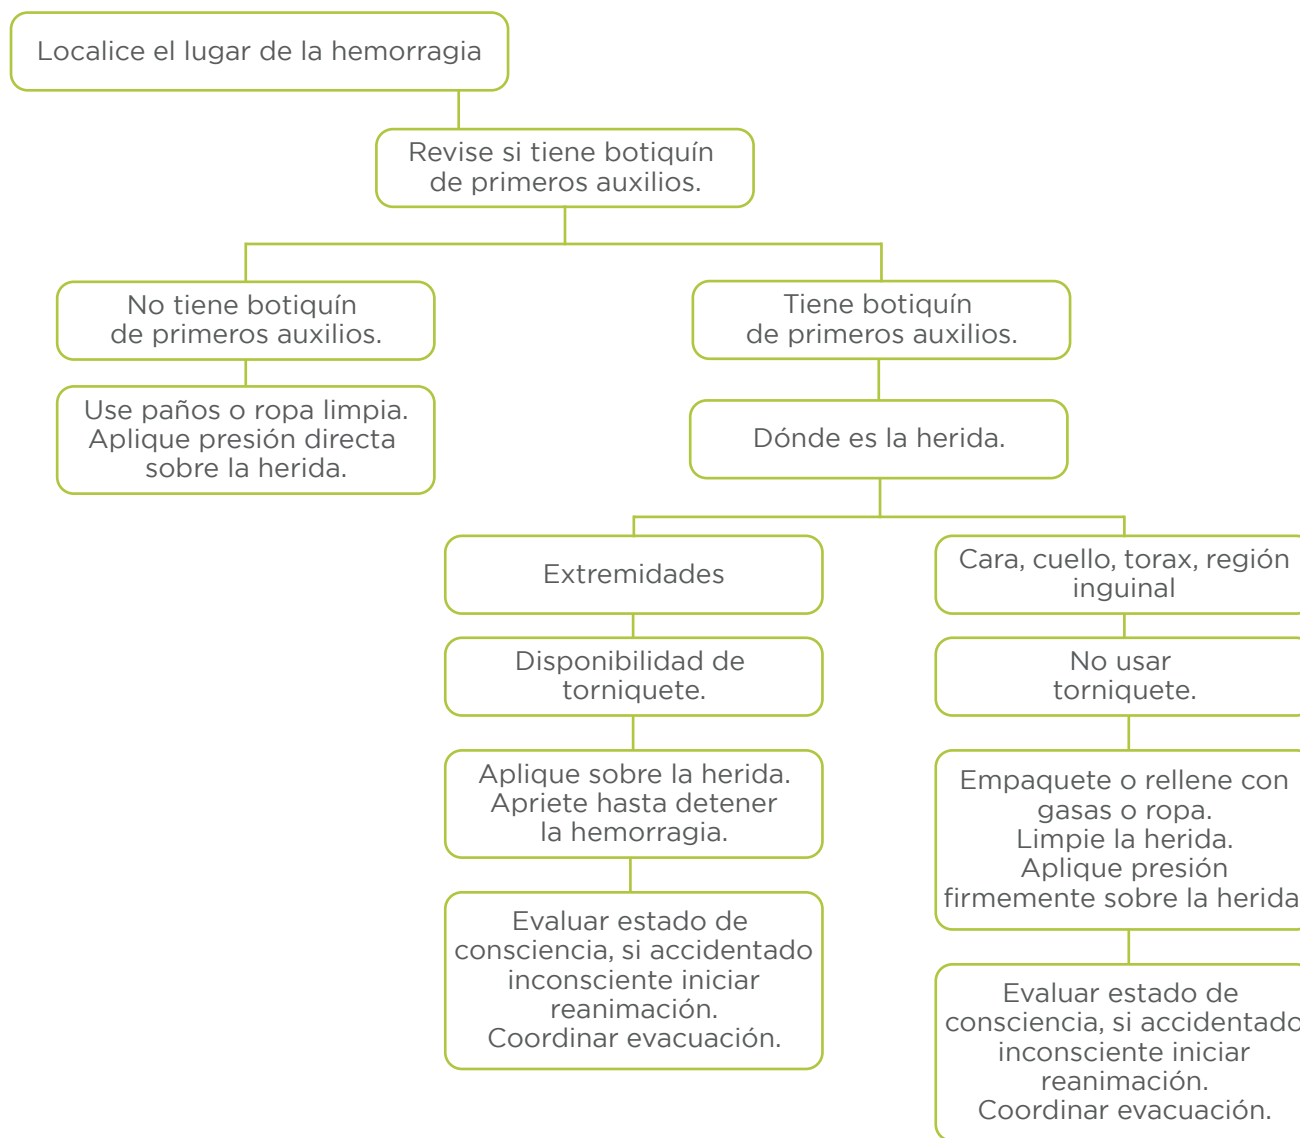 Localice el lugar de la hemorragia
Revise si tiene botiquín
de primeros auxilios.
No tiene botiquín
de primeros auxilios.
Tiene botiquín
de primeros auxilios.
Use paños o ropa limpia.
Aplique presión directa
sobre la herida.
Dónde es la herida.
Extremidades
Cara, cuello, torax, región
inguinal
Disponibilidad de
torniquete.
No usar
torniquete.
Aplique sobre la herida.
Apriete hasta detener
la hemorragia.
Empaquete o rellene con
gasas o ropa.
Limpie la herida.
Aplique presión
firmemente sobre la herida
Evaluar estado de
consciencia, si accidentado
inconsciente iniciar
reanimación.
Coordinar evacuación.
Evaluar estado de
consciencia, si accidentado
inconsciente iniciar
reanimación.
Coordinar evacuación.